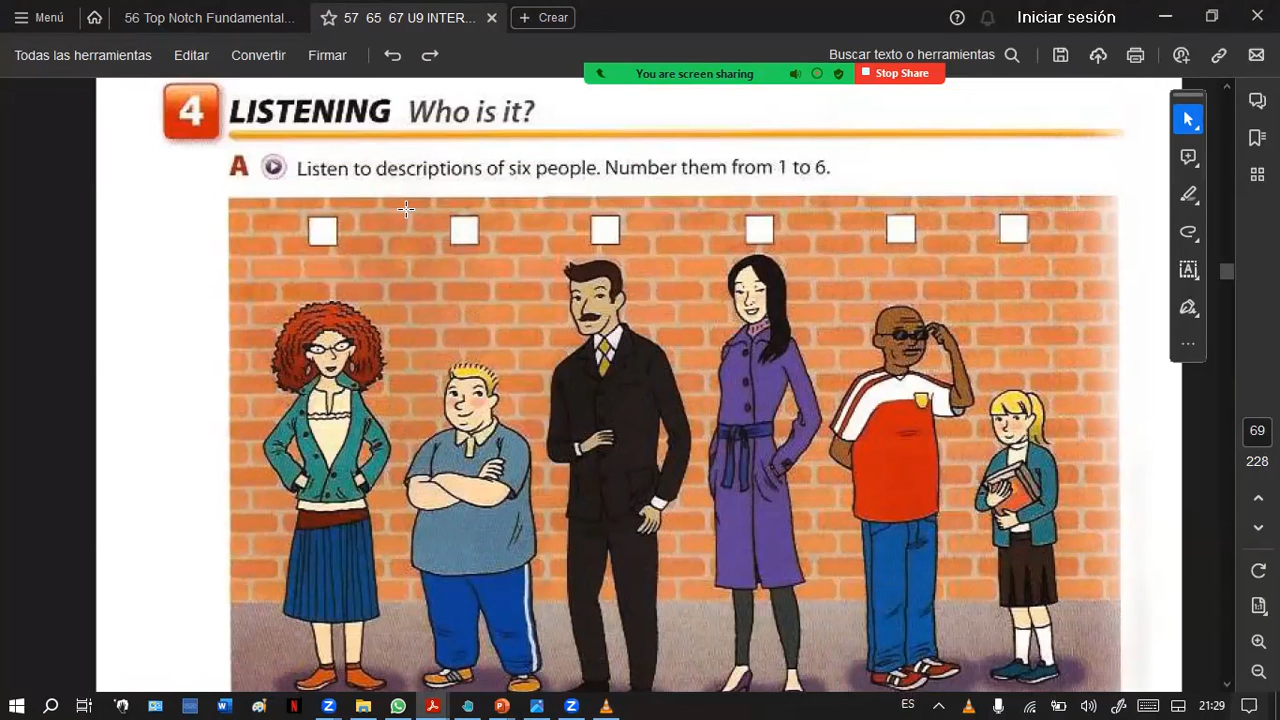 Menú
56 Top Notch Fundamental...
57 65 67 U9 INTER...
Crear
Iniciar sesión
Todas las herramientas
Editar
Convertir
Firmar
Buscar texto o herramientas
You are screen sharing
Stop Share
4 LISTENING Who is it?
A Listen to descriptions of six people. Number them from 1 to 6.
69
228
ES
21:29